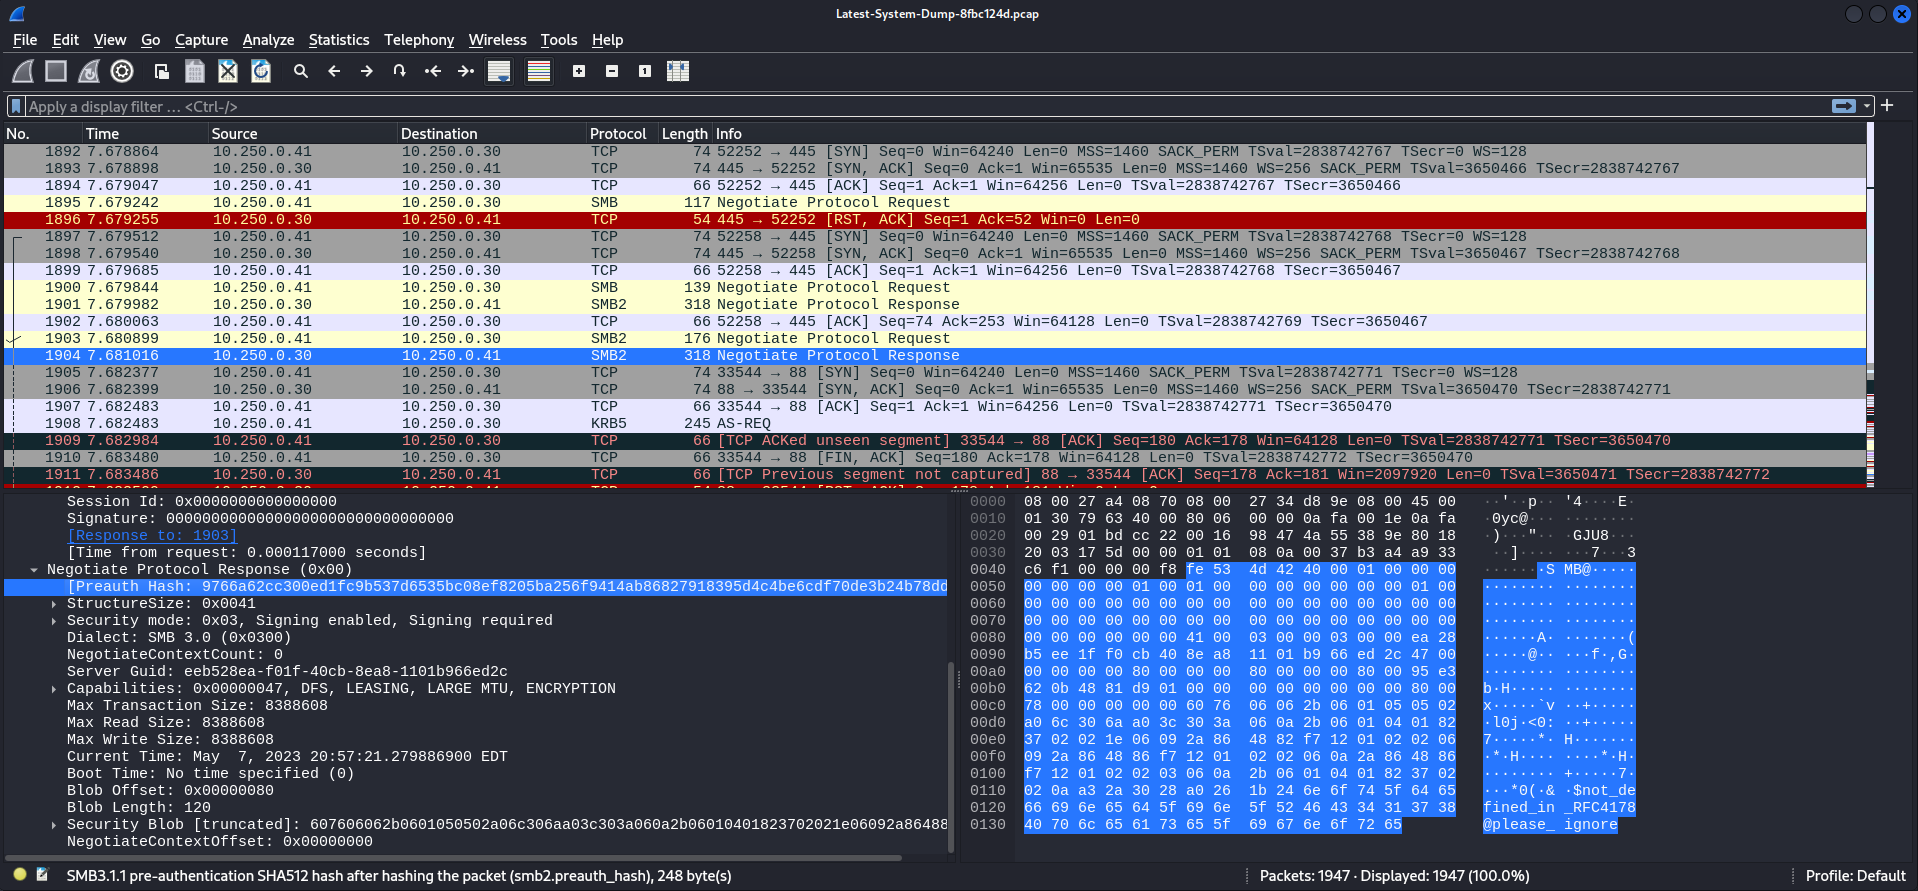 Latest-System-Dump-8fbc124d.pcap
File Edit View Go Capture Analyze Statistics Telephony Wireless Tools Help
Apply a display filter … <Ctrl-/>
No. Time Source Destination Protocol Length Info
1892 7.678864 10.250.0.41 10.250.0.30 TCP 74 52252 → 445 [SYN] Seq=0 Win=64240 Len=0 MSS=1460 SACK_PERM TSval=2838742767 TSecr=0 WS=128
1893 7.678898 10.250.0.30 10.250.0.41 TCP 74 445 → 52252 [SYN, ACK] Seq=0 Ack=1 Win=65535 Len=0 MSS=1460 WS=256 SACK_PERM TSval=3650466 TSecr=2838742767
1894 7.679047 10.250.0.41 10.250.0.30 TCP 66 52252 → 445 [ACK] Seq=1 Ack=1 Win=64256 Len=0 TSval=2838742767 TSecr=3650466
1895 7.679242 10.250.0.41 10.250.0.30 SMB 117 Negotiate Protocol Request
1896 7.679255 10.250.0.30 10.250.0.41 TCP 54 445 → 52252 [RST, ACK] Seq=1 Ack=52 Win=0 Len=0
1897 7.679512 10.250.0.41 10.250.0.30 TCP 74 52258 → 445 [SYN] Seq=0 Win=64240 Len=0 MSS=1460 SACK_PERM TSval=2838742768 TSecr=0 WS=128
1898 7.679540 10.250.0.30 10.250.0.41 TCP 74 445 → 52258 [SYN, ACK] Seq=0 Ack=1 Win=65535 Len=0 MSS=1460 WS=256 SACK_PERM TSval=3650467 TSecr=2838742768
1899 7.679685 10.250.0.41 10.250.0.30 TCP 66 52258 → 445 [ACK] Seq=1 Ack=1 Win=64256 Len=0 TSval=2838742768 TSecr=3650467
1900 7.679844 10.250.0.41 10.250.0.30 SMB 139 Negotiate Protocol Request
1901 7.679982 10.250.0.30 10.250.0.41 SMB2 318 Negotiate Protocol Response
1902 7.680063 10.250.0.41 10.250.0.30 TCP 66 52258 → 445 [ACK] Seq=74 Ack=253 Win=64128 Len=0 TSval=2838742769 TSecr=3650467
1903 7.680899 10.250.0.41 10.250.0.30 SMB2 176 Negotiate Protocol Request
1904 7.681016 10.250.0.30 10.250.0.41 SMB2 318 Negotiate Protocol Response
1905 7.682377 10.250.0.41 10.250.0.30 TCP 74 33544 → 88 [SYN] Seq=0 Win=64240 Len=0 MSS=1460 SACK_PERM TSval=2838742771 TSecr=0 WS=128
1906 7.682399 10.250.0.30 10.250.0.41 TCP 74 88 → 33544 [SYN, ACK] Seq=0 Ack=1 Win=65535 Len=0 MSS=1460 WS=256 SACK_PERM TSval=3650470 TSecr=2838742771
1907 7.682483 10.250.0.41 10.250.0.30 TCP 66 33544 → 88 [ACK] Seq=1 Ack=1 Win=64256 Len=0 TSval=2838742771 TSecr=3650470
1908 7.682483 10.250.0.41 10.250.0.30 KRB5 245 AS-REQ
1909 7.682984 10.250.0.41 10.250.0.30 TCP 66 [TCP ACKed unseen segment] 33544 → 88 [ACK] Seq=180 Ack=178 Win=64128 Len=0 TSval=2838742771 TSecr=3650470
1910 7.683480 10.250.0.41 10.250.0.30 TCP 66 33544 → 88 [FIN, ACK] Seq=180 Ack=178 Win=64128 Len=0 TSval=2838742772 TSecr=3650470
1911 7.683486 10.250.0.30 10.250.0.41 TCP 66 [TCP Previous segment not captured] 88 → 33544 [ACK] Seq=178 Ack=181 Win=2097920 Len=0 TSval=3650471 TSecr=2838742772
Session Id: 0x0000000000000000
Signature: 00000000000000000000000000000000
[Response to: 1903]
[Time from request: 0.000117000 seconds]
Negotiate Protocol Response (0x00)
[Preauth Hash: 9766a62cc300ed1fc9b537d6535bc08ef8205ba256f9414ab86827918395d4c4be6cdf70de3b24b78dd
StructureSize: 0x0041
Security mode: 0x03, Signing enabled, Signing required
Dialect: SMB 3.0 (0x0300)
NegotiateContextCount: 0
Server Guid: eeb528ea-f01f-40cb-8ea8-1101b966ed2c
Capabilities: 0x00000047, DFS, LEASING, LARGE MTU, ENCRYPTION
Max Transaction Size: 8388608
Max Read Size: 8388608
Max Write Size: 8388608
Current Time: May  7, 2023 20:57:21.279886900 EDT
Boot Time: No time specified (0)
Blob Offset: 0x00000080
Blob Length: 120
Security Blob [truncated]: 607606062b0601050502a06c306aa03c303a060a2b06010401823702021e06092a86488
NegotiateContextOffset: 0x00000000
0000 08 00 27 a4 08 70 08 00 27 34 d8 9e 08 00 45 00 ··'··p·· '4····E·
0010 01 30 79 63 40 00 80 06 00 00 0a fa 00 1e 0a fa ·0yc@··· ········
0020 00 29 01 bd cc 22 00 16 98 47 4a 55 38 9e 80 18 ·)···"·· ·GJU8···
0030 20 03 17 5d 00 00 01 01 08 0a 00 37 b3 a4 a9 33 ··]···· ···7···3
0040 c6 f1 00 00 00 f8 fe 53 4d 42 40 00 01 00 00 00 ·······S MB@·····
0050 00 00 00 00 01 00 01 00 00 00 00 00 00 00 01 00 ········ ········
0060 00 00 00 00 00 00 00 00 00 00 00 00 00 00 00 00 ········ ········
0070 00 00 00 00 00 00 00 00 00 00 00 00 00 00 00 00 ········ ········
0080 00 00 00 00 00 00 41 00 03 00 00 03 00 00 ea 28 ······A· ·······(
0090 b5 ee 1f f0 cb 40 8e a8 11 01 b9 66 ed 2c 47 00 ·····@·· ···f·,G·
00a0 00 00 00 00 80 00 00 00 80 00 00 00 80 00 95 e3 ········ ········
00b0 62 0b 48 81 d9 01 00 00 00 00 00 00 00 00 80 00 b·H····· ········
00c0 78 00 00 00 00 00 60 76 06 06 2b 06 01 05 05 02 x·····`v ··+·····
00d0 a0 6c 30 6a a0 3c 30 3a 06 0a 2b 06 01 04 01 82 ·l0j·<0: ··+·····
00e0 37 02 02 1e 06 09 2a 86 48 82 f7 12 01 02 02 06 7·····*· H·······
00f0 09 2a 86 48 86 f7 12 01 02 02 06 0a 2a 86 48 86 ·*·H···· ····*·H·
0100 f7 12 01 02 02 03 06 0a 2b 06 01 04 01 82 37 02 ········ +·····7·
0110 02 0a a3 2a 30 28 a0 26 1b 24 6e 6f 74 5f 64 65 ···*0(·& ·$not_de
0120 66 69 6e 65 64 5f 69 6e 5f 52 46 43 34 31 37 38 fined_in _RFC4178
0130 40 70 6c 65 61 73 65 5f 69 67 6e 6f 72 65 @please_ ignore
SMB3.1.1 pre-authentication SHA512 hash after hashing the packet (smb2.preauth_hash), 248 byte(s)
Packets: 1947 · Displayed: 1947 (100.0%)
Profile: Default